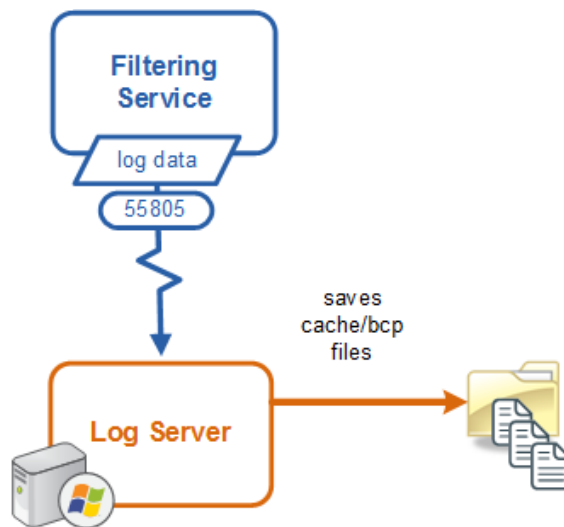 Filtering
Service
log data
55805
saves
cache/bcp
files
Log Server